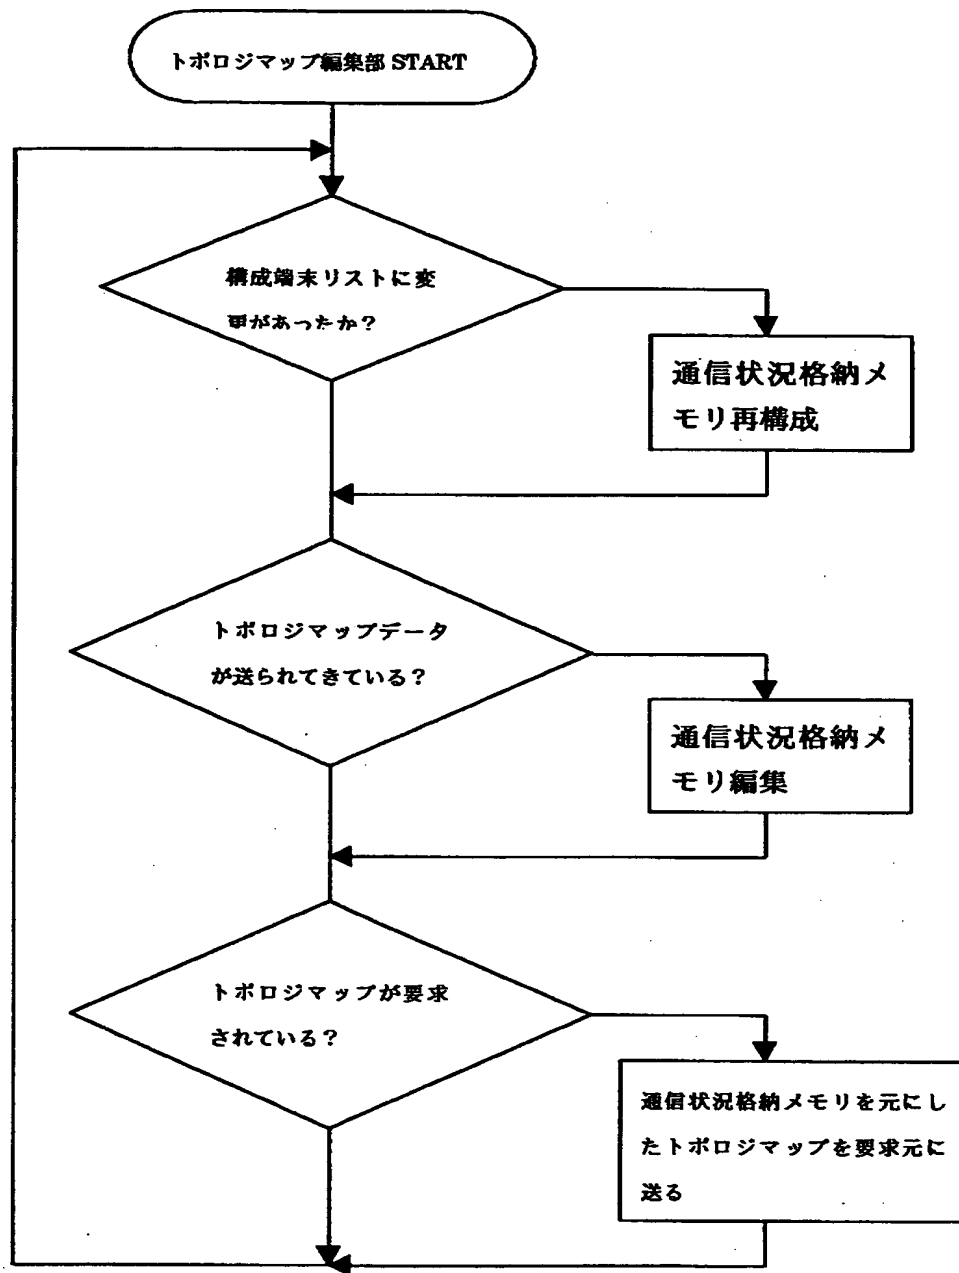 トポロジマップ編集部 START
構成端末リストに変
更があったか？
通信状況格納メ
モリ再構成
トポロジマップデータ
が送られてきている？
通信状況格納メ
モリ編集
トポロジマップが要求
されている？
通信状況格納メモリを元にし
たトポロジマップを要求元に
送る